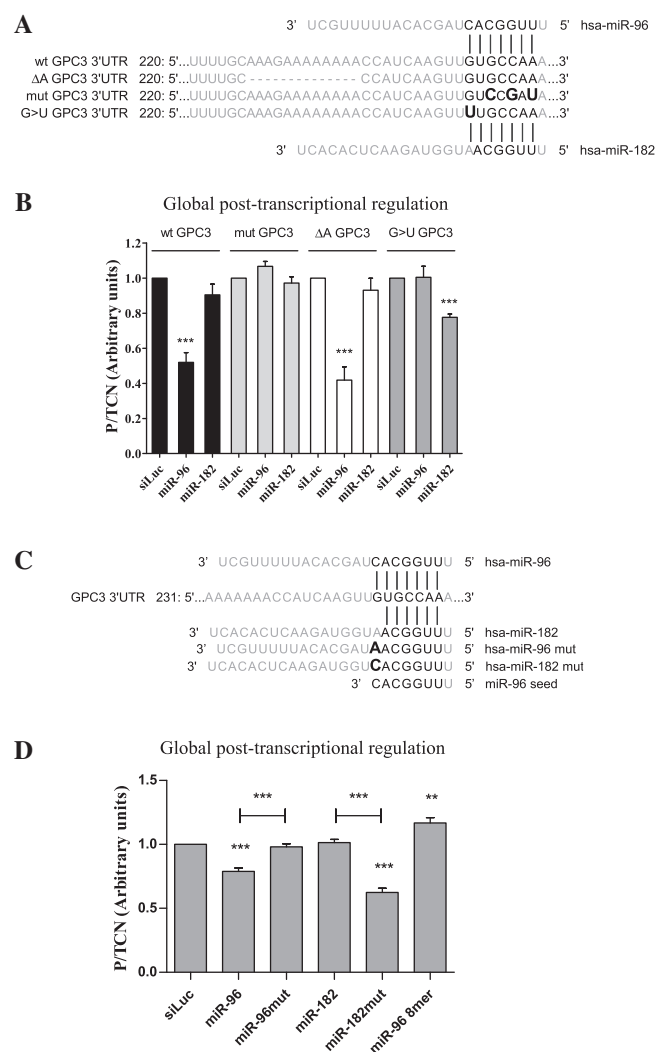 A
3' UCGUUUUUACACGAUCACGGUUU 5' hsa-miR-96
wt GPC3 3'UTR 220: 5'...UUUUGCAAAGAAAAAAAAACCAUCAAGUUGUGCCAAA...3'
ΔA GPC3 3'UTR 220: 5'...UUUUGC--------------CCAUCAAGUUGUGCCAAA...3'
mut GPC3 3'UTR 220: 5'...UUUUGCAAAGAAAAAAAAACCAUCAAGUUGUCCGAUA...3'
G>U GPC3 3'UTR 220: 5'...UUUUGCAAAGAAAAAAAAACCAUCAAGUUUUGCCAAA...3'
3' UCACACUCAAGAUGGUAACGGUUU 5' hsa-miR-182
B
Global post-transcriptional regulation
wt GPC3 mut GPC3 ΔA GPC3 G>U GPC3
P/TCN (Arbitrary units)
1.2
1.0
0.8
0.6
0.4
0.2
0.0
*** *** ***
siLuc miR-96 miR-182 siLuc miR-96 miR-182 siLuc miR-96 miR-182 siLuc miR-96 miR-182
C
3' UCGUUUUUACACGAUCACGGUUU 5' hsa-miR-96
GPC3 3'UTR 231: 5'...AAAAAAACCAUCAAGUUGUGCCAAA...3'
3' UCACACUCAAGAUGGUAACGGUUU 5' hsa-miR-182
3' UCGUUUUUACACGAUAACGGUUU 5' hsa-miR-96 mut
3' UCACACUCAAGAUGGUCACGGUUU 5' hsa-miR-182 mut
3' CACGGUUU 5' miR-96 seed
D
Global post-transcriptional regulation
P/TCN (Arbitrary units)
1.5
1.0
0.5
0.0
*** *** **
*** ***
siLuc miR-96 miR-96mut miR-182 miR-182mut miR-96 8mer